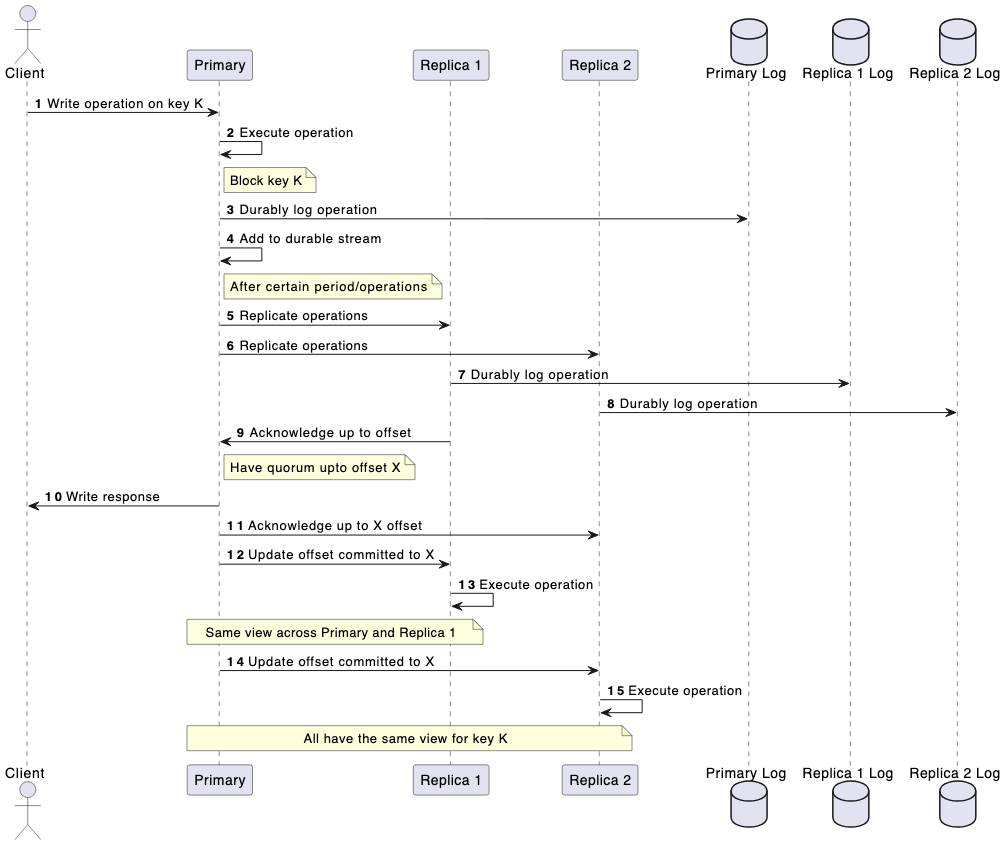 Client
Primary
Replica 1
Replica 2
Primary Log
Replica 1 Log
Replica 2 Log
1 Write operation on key K
2 Execute operation
Block key K
3 Durably log operation
4 Add to durable stream
After certain period/operations
5 Replicate operations
6 Replicate operations
7 Durably log operation
8 Durably log operation
9 Acknowledge up to offset
Have quorum upto offset X
10 Write response
11 Acknowledge up to X offset
12 Update offset committed to X
13 Execute operation
Same view across Primary and Replica 1
14 Update offset committed to X
15 Execute operation
All have the same view for key K
Client
Primary
Replica 1
Replica 2
Primary Log
Replica 1 Log
Replica 2 Log